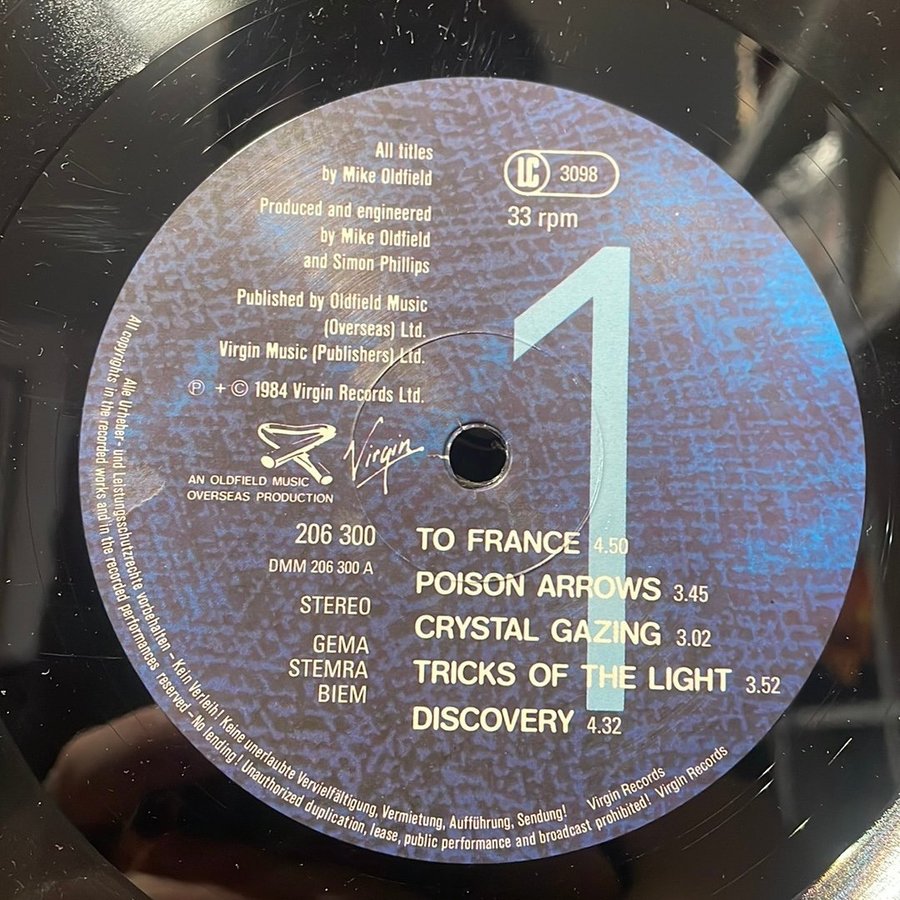 All titles
by Mike Oldfield
Produced and engineered
by Mike Oldfield
and Simon Phillips
Published by Oldfield Music
(Overseas) Ltd.
Virgin Music (Publishers) Ltd.
℗ + © 1984 Virgin Records Ltd.
Virgin
AN OLDFIELD MUSIC
OVERSEAS PRODUCTION
LC 3098
33 rpm
1
206 300
DMM 206 300 A
STEREO
GEMA
STEMRA
BIEM
TO FRANCE 4.50
POISON ARROWS 3.45
CRYSTAL GAZING 3.02
TRICKS OF THE LIGHT 3.52
DISCOVERY 4.32
Alle Urheber- und Leistungsschutzrechte vorbehalten – Kein Verleih! Keine unerlaubte Vervielfältigung, Vermietung, Aufführung, Sendung! Virgin Records
All copyrights in the recorded works and in the recorded performances reserved – No lending! Unauthorized duplication, lease, public performance and broadcast prohibited! Virgin Records